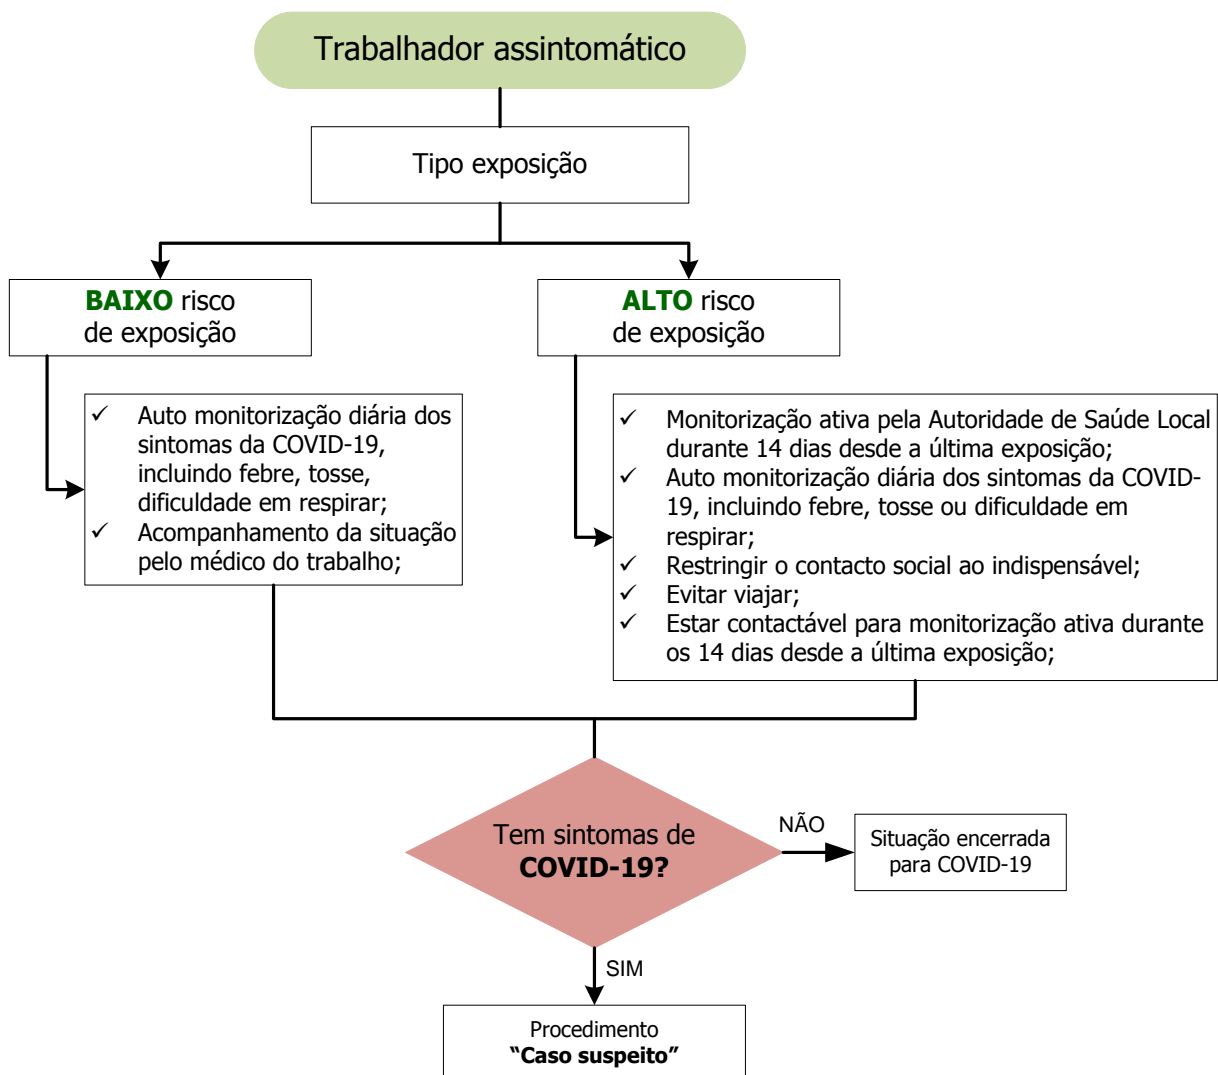 Trabalhador assintomático
Tipo exposição
BAIXO risco
de exposição
ALTO risco
de exposição
✓ Auto monitorização diária dos
sintomas da COVID-19,
incluindo febre, tosse,
dificuldade em respirar;
✓ Acompanhamento da situação
pelo médico do trabalho;
✓ Monitorização ativa pela Autoridade de Saúde Local
durante 14 dias desde a última exposição;
✓ Auto monitorização diária dos sintomas da COVID-
19, incluindo febre, tosse ou dificuldade em
respirar;
✓ Restringir o contacto social ao indispensável;
✓ Evitar viajar;
✓ Estar contactável para monitorização ativa durante
os 14 dias desde a última exposição;
Tem sintomas de
COVID-19?
NÃO
Situação encerrada
para COVID-19
SIM
Procedimento
“Caso suspeito”